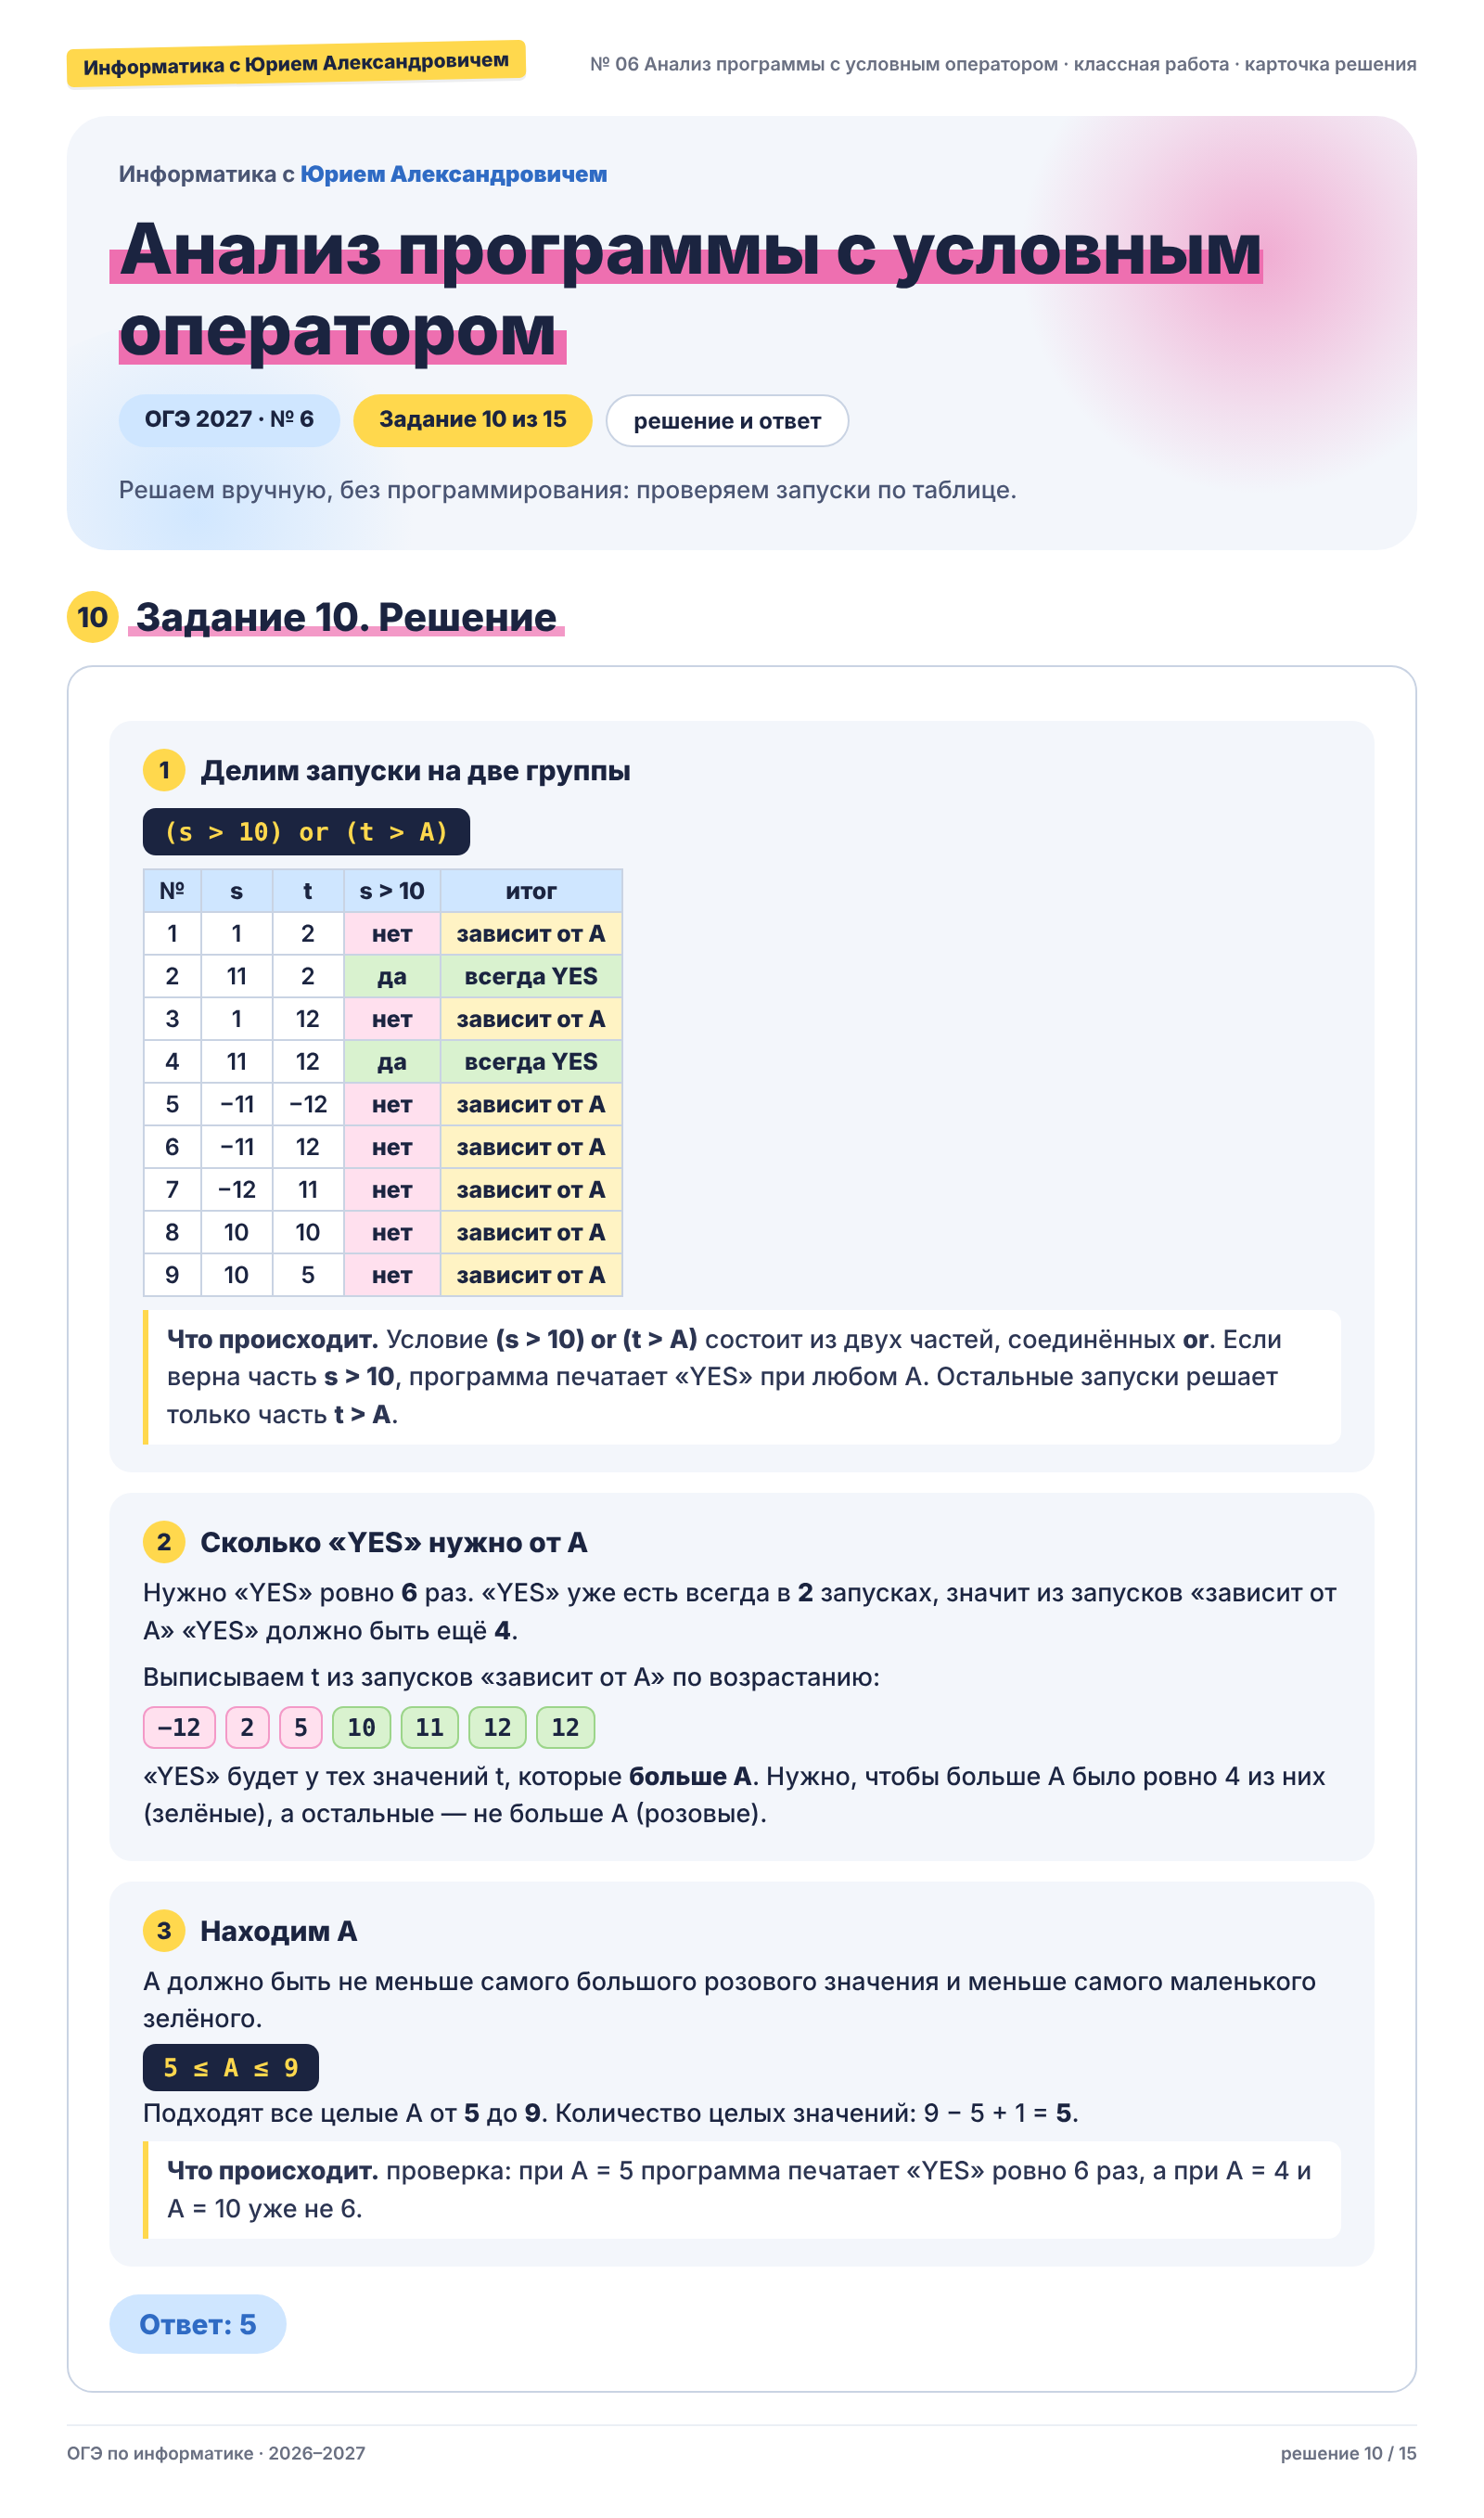 Информатика с Юрием Александровичем
№ 06 Анализ программы с условным оператором · классная работа · карточка решения
Информатика с Юрием Александровичем
Анализ программы с условным
оператором
ОГЭ 2027 · № 6
Задание 10 из 15
решение и ответ
Решаем вручную, без программирования: проверяем запуски по таблице.
10 Задание 10. Решение
1 Делим запуски на две группы
(s > 10) or (t > A)
№ s t s > 10 итог
1 1 2 нет зависит от A
2 11 2 да всегда YES
3 1 12 нет зависит от A
4 11 12 да всегда YES
5 −11 −12 нет зависит от A
6 −11 12 нет зависит от A
7 −12 11 нет зависит от A
8 10 10 нет зависит от A
9 10 5 нет зависит от A
Что происходит. Условие (s > 10) or (t > A) состоит из двух частей, соединённых or. Если
верна часть s > 10, программа печатает «YES» при любом A. Остальные запуски решает
только часть t > A.
2 Сколько «YES» нужно от A
Нужно «YES» ровно 6 раз. «YES» уже есть всегда в 2 запусках, значит из запусков «зависит от
A» «YES» должно быть ещё 4.
Выписываем t из запусков «зависит от A» по возрастанию:
−12 2 5 10 11 12 12
«YES» будет у тех значений t, которые больше A. Нужно, чтобы больше A было ровно 4 из них
(зелёные), а остальные — не больше A (розовые).
3 Находим A
A должно быть не меньше самого большого розового значения и меньше самого маленького
зелёного.
5 ≤ A ≤ 9
Подходят все целые A от 5 до 9. Количество целых значений: 9 − 5 + 1 = 5.
Что происходит. проверка: при A = 5 программа печатает «YES» ровно 6 раз, а при A = 4 и
A = 10 уже не 6.
Ответ: 5
ОГЭ по информатике · 2026–2027
решение 10 / 15